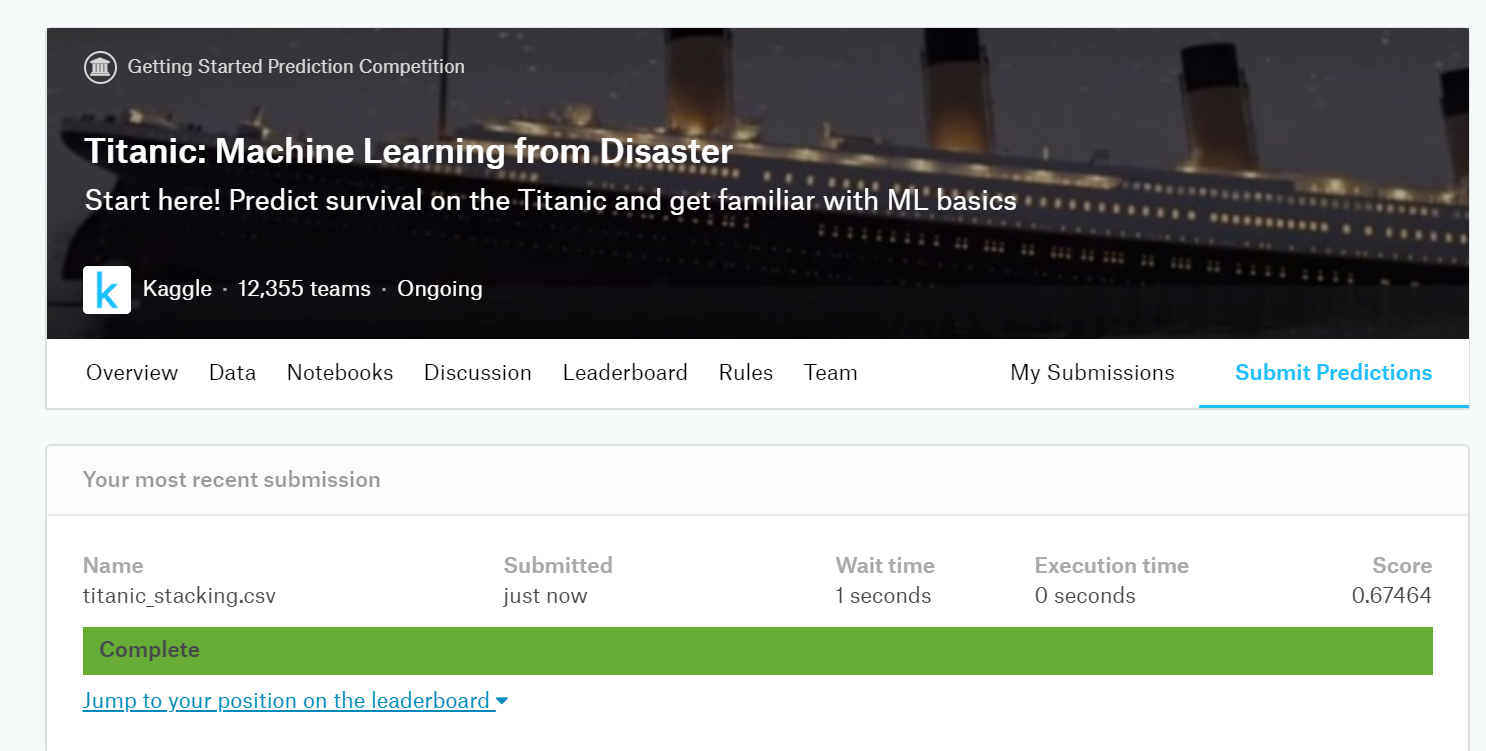 Getting Started Prediction Competition
Titanic: Machine Learning from Disaster
Start here! Predict survival on the Titanic and get familiar with ML basics
k Kaggle · 12,355 teams · Ongoing
Overview Data Notebooks Discussion Leaderboard Rules Team My Submissions Submit Predictions
Your most recent submission
Name Submitted Wait time Execution time Score
titanic_stacking.csv just now 1 seconds 0 seconds 0.67464
Complete
Jump to your position on the leaderboard